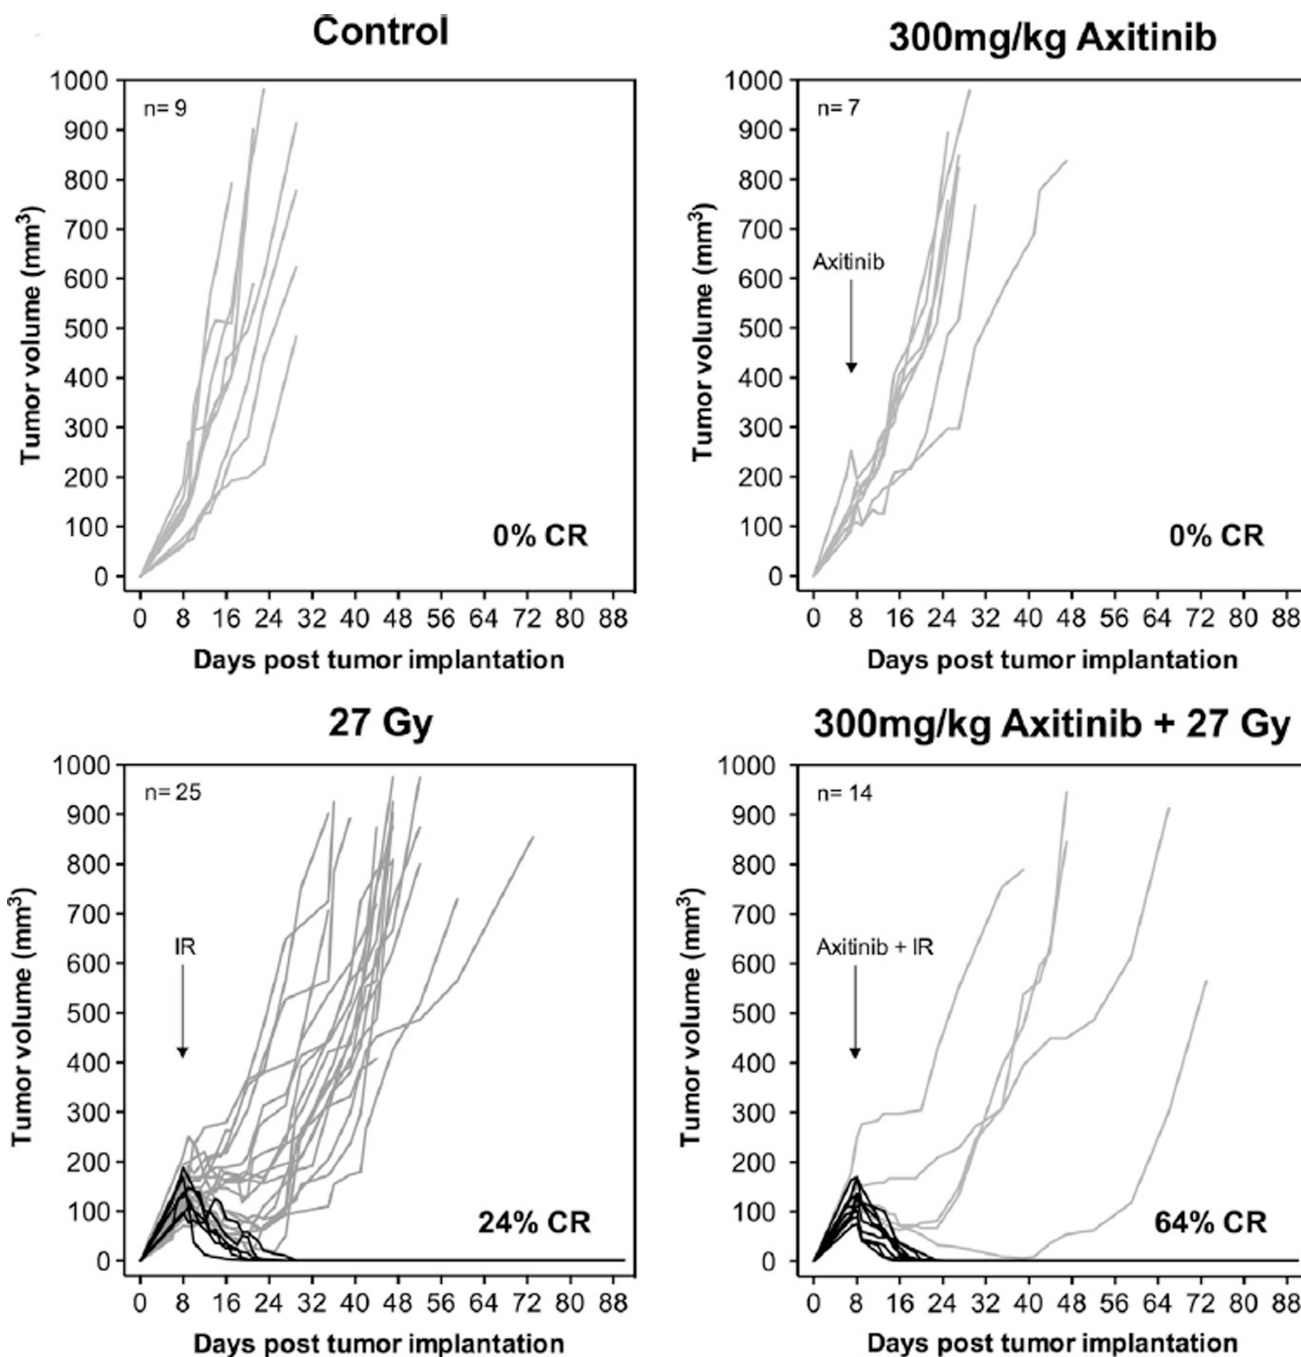 Control
1000
900
800
700
600
500
400
300
200
100
0
n= 9
0% CR
0 8 16 24 32 40 48 56 64 72 80 88
Tumor volume (mm³)
Days post tumor implantation
300mg/kg Axitinib
1000
900
800
700
600
500
400
300
200
100
0
n= 7
Axitinib
0% CR
0 8 16 24 32 40 48 56 64 72 80 88
Tumor volume (mm³)
Days post tumor implantation
27 Gy
1000
900
800
700
600
500
400
300
200
100
0
n= 25
IR
24% CR
0 8 16 24 32 40 48 56 64 72 80 88
Tumor volume (mm³)
Days post tumor implantation
300mg/kg Axitinib + 27 Gy
1000
900
800
700
600
500
400
300
200
100
0
n= 14
Axitinib + IR
64% CR
0 8 16 24 32 40 48 56 64 72 80 88
Tumor volume (mm³)
Days post tumor implantation